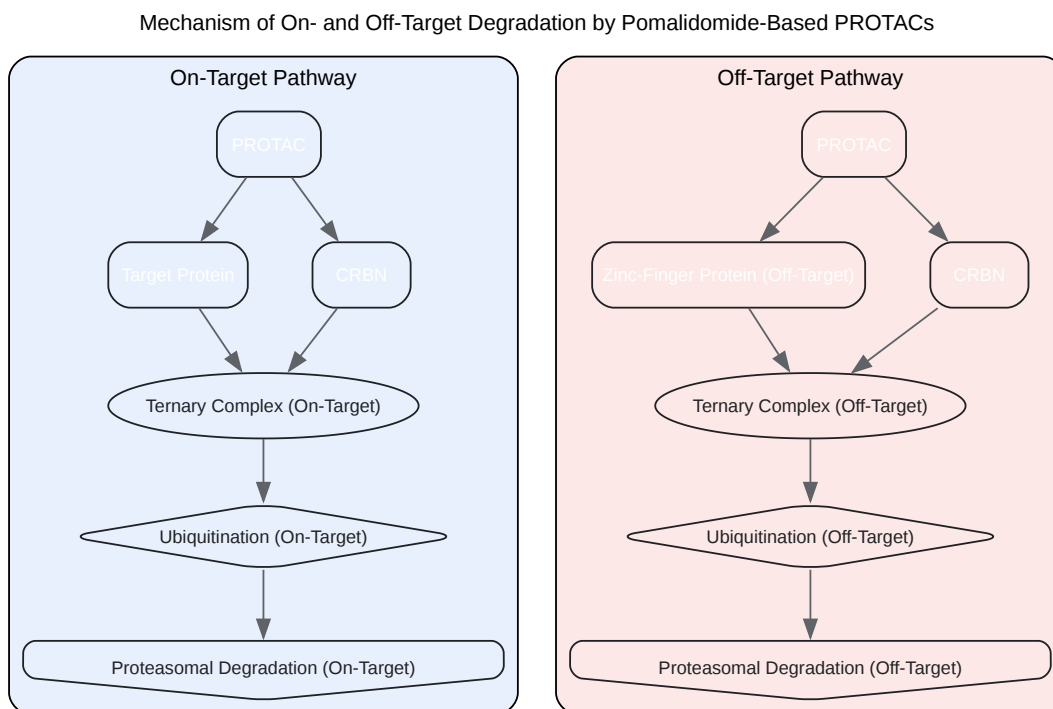 Mechanism of On- and Off-Target Degradation by Pomalidomide-Based PROTACs
On-Target Pathway
PROTAC
Target Protein
CRBN
Ternary Complex (On-Target)
Ubiquitination (On-Target)
Proteasomal Degradation (On-Target)
Off-Target Pathway
PROTAC
Zinc-Finger Protein (Off-Target)
CRBN
Ternary Complex (Off-Target)
Ubiquitination (Off-Target)
Proteasomal Degradation (Off-Target)